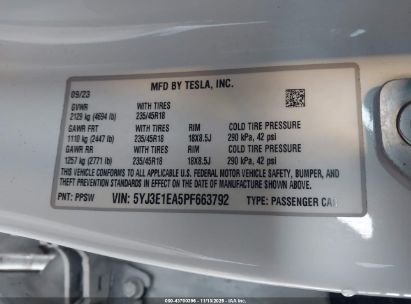 MFD BY TESLA, INC.
09/23
GVWR WITH TIRES
2129 kg (4694 lb) 235/45R18
GAWR FRT WITH TIRES RIM COLD TIRE PRESSURE
1110 kg (2447 lb) 235/45R18 18X8.5J 290 kPa, 42 psi
GAWR RR WITH TIRES RIM COLD TIRE PRESSURE
1257 kg (2771 lb) 235/45R18 18X8.5J 290 kPa, 42 psi
THIS VEHICLE CONFORMS TO ALL APPLICABLE U.S. FEDERAL MOTOR VEHICLE SAFETY, BUMPER, AND
THEFT PREVENTION STANDARDS IN EFFECT ON THE DATE OF MANUFACTURE SHOWN ABOVE.
PNT: PPSW VIN: 5YJ3E1EA5PF663792 TYPE: PASSENGER CAR